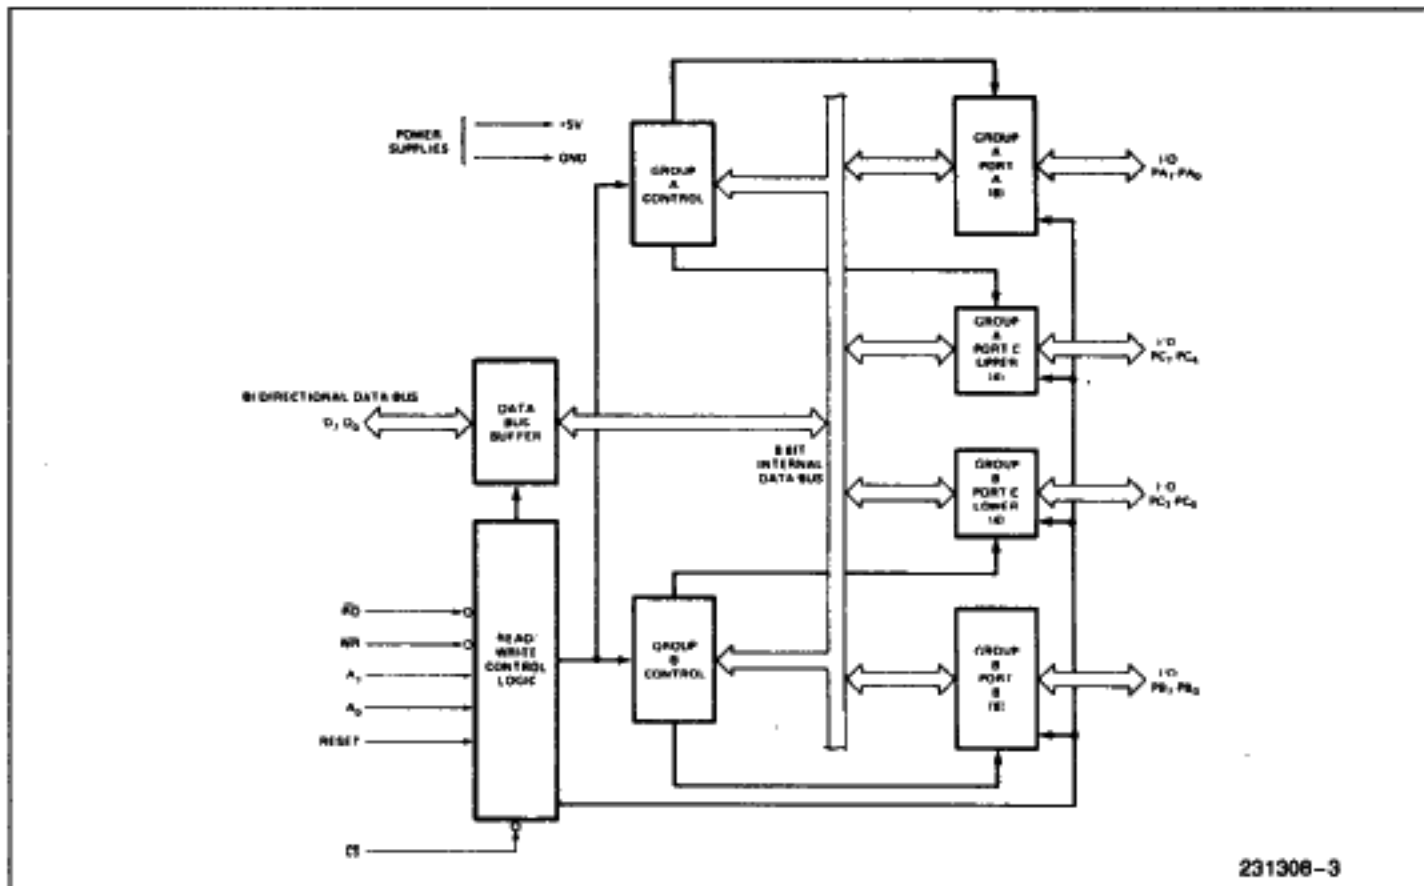 POWER
SUPPLIES
+5V
GND
GROUP
A
CONTROL
GROUP
A
PORT
A
(8)
I/O
PA7-PA0
GROUP
A
PORT C
UPPER
(4)
I/O
PC7-PC4
BI DIRECTIONAL DATA BUS
D7 D0
DATA
BUS
BUFFER
8 BIT
INTERNAL
DATA BUS
GROUP
B
PORT C
LOWER
(4)
I/O
PC3-PC0
RD
WR
A1
A0
RESET
READ/
WRITE
CONTROL
LOGIC
GROUP
B
CONTROL
GROUP
B
PORT
B
(8)
I/O
PB7-PB0
CS
231308-3